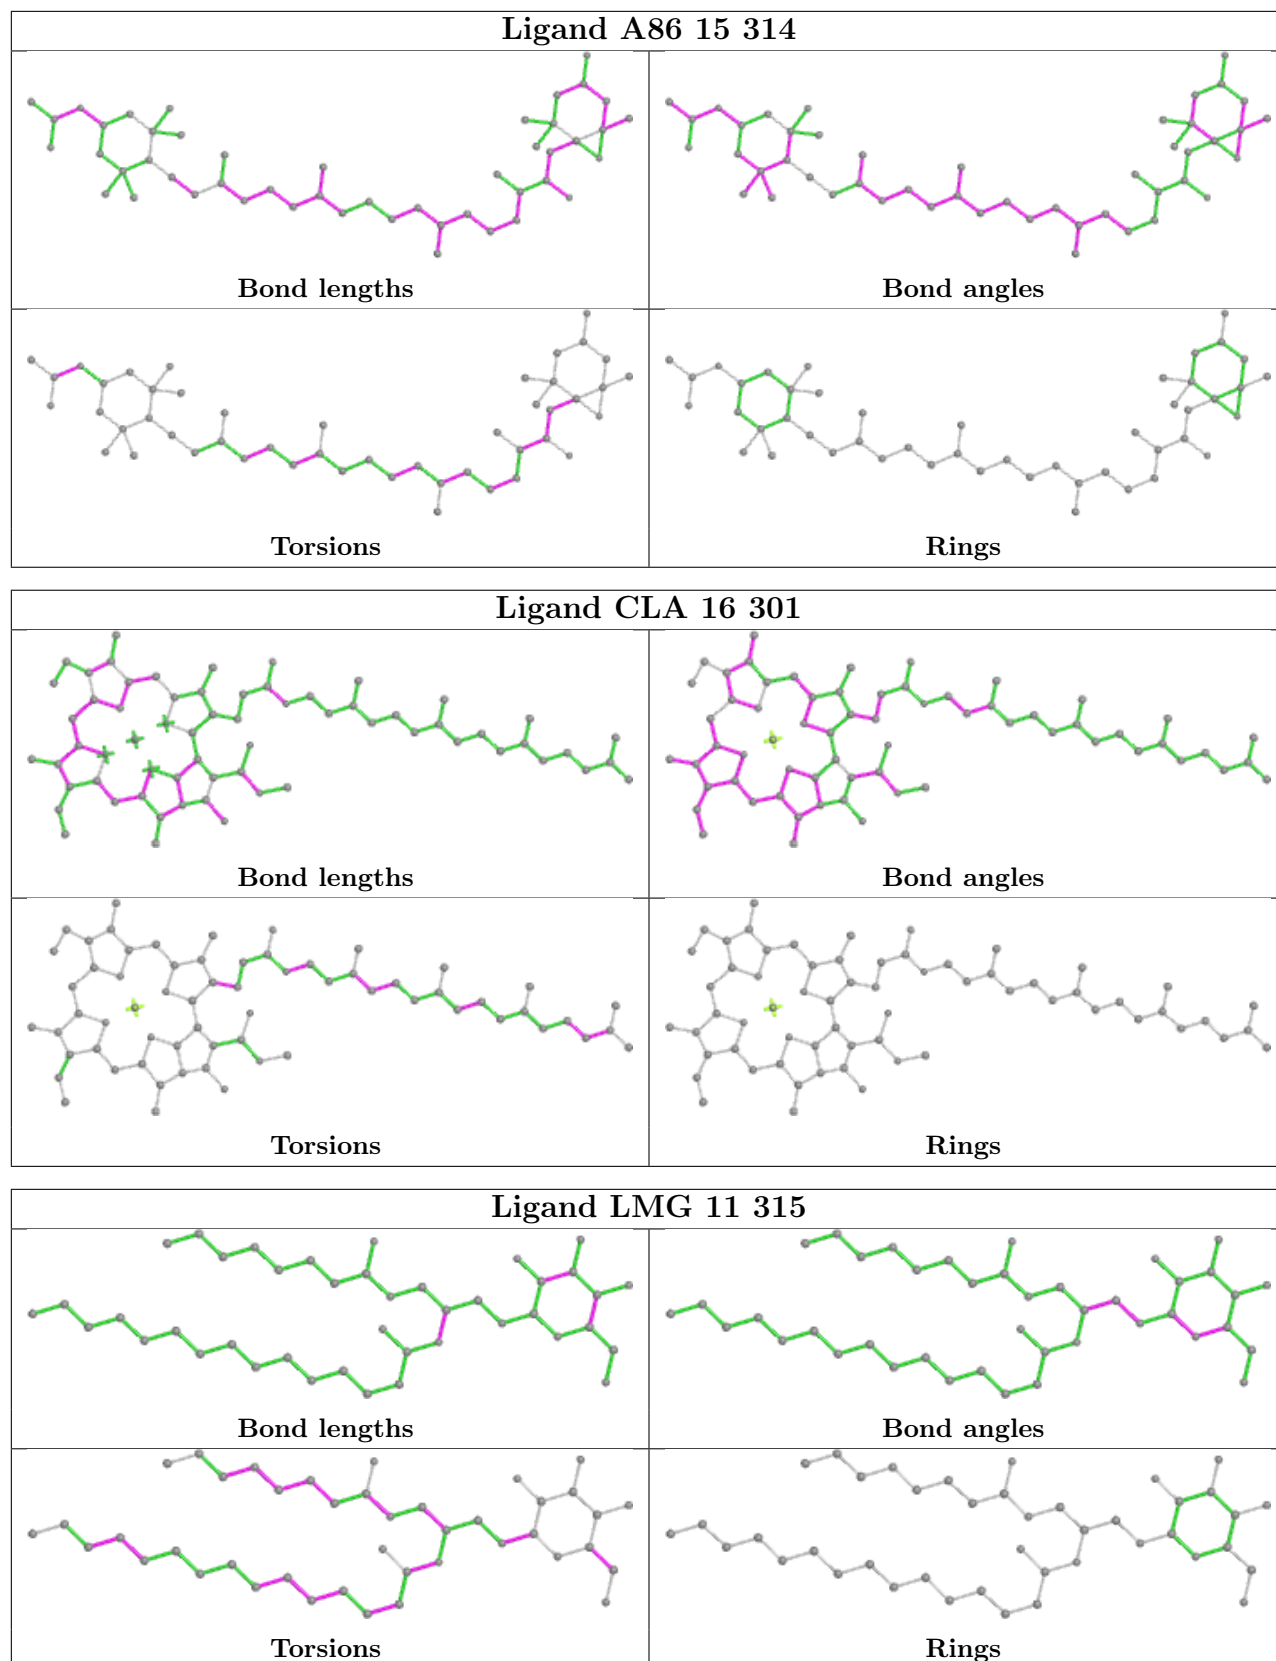 Ligand A86 15 314
Bond lengths
Bond angles
Torsions
Rings
Ligand CLA 16 301
Bond lengths
Bond angles
Torsions
Rings
Ligand LMG 11 315
Bond lengths
Bond angles
Torsions
Rings